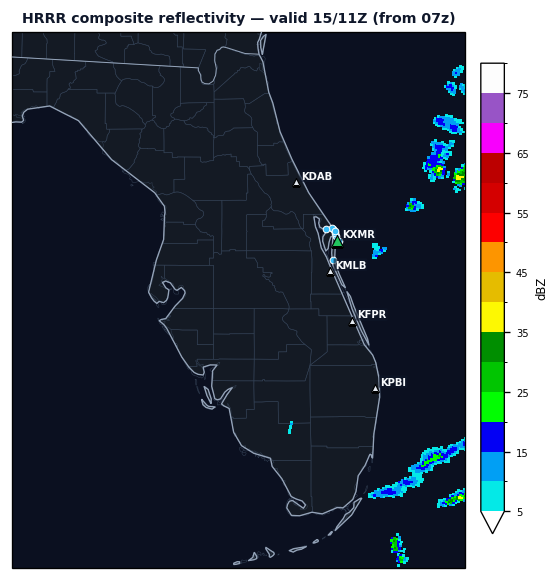 HRRR composite reflectivity — valid 15/11Z (from 07z)
KDAB
KXMR
KMLB
KFPR
KPBI
75
65
55
45
35
25
15
5
dBZ